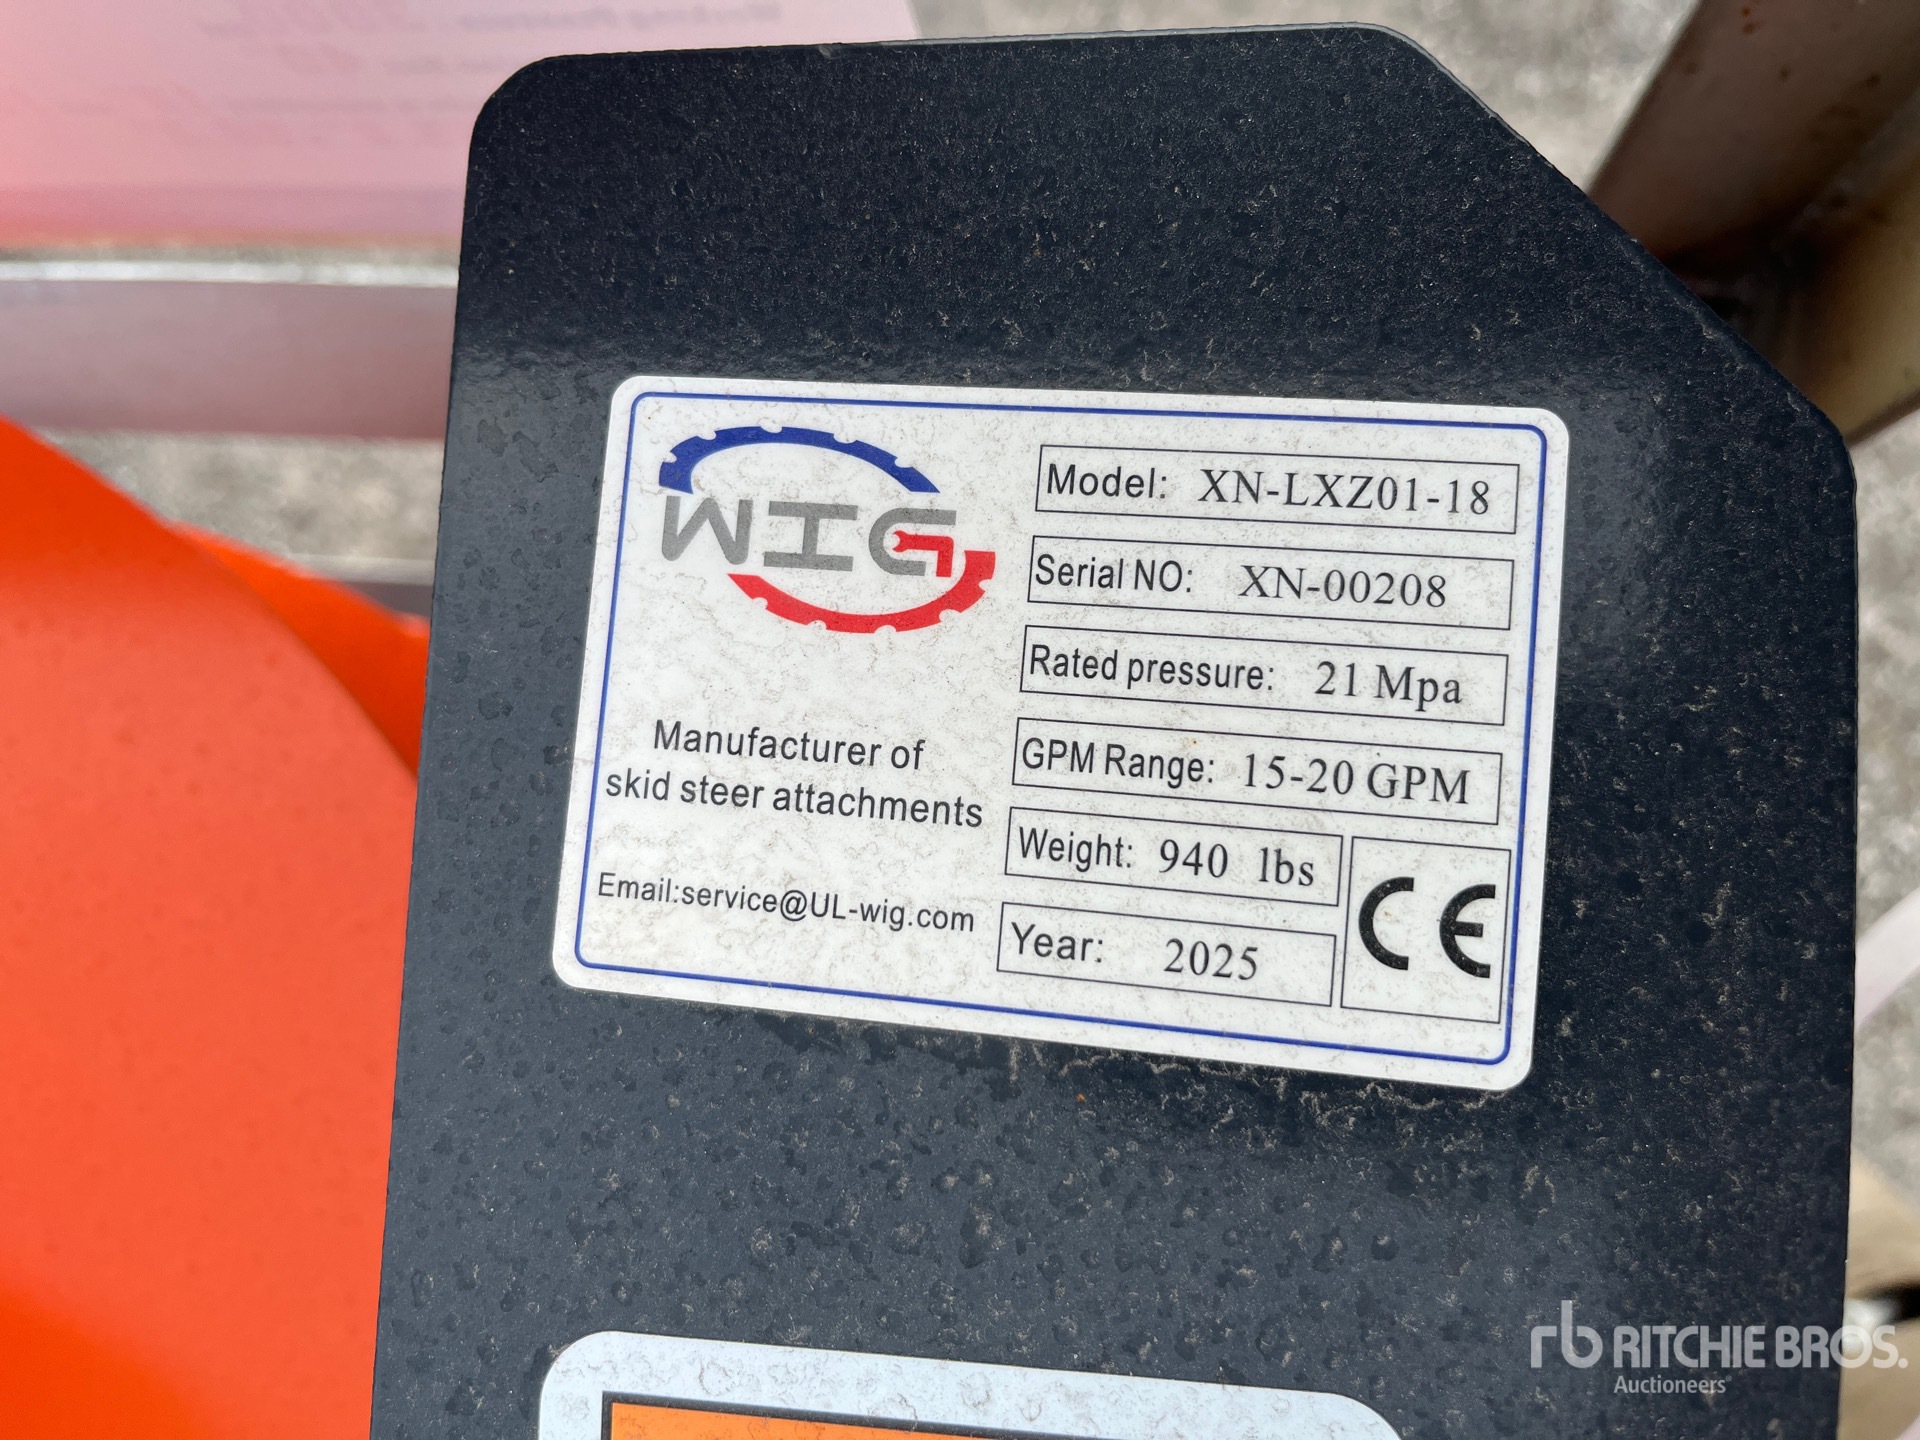 WIG
Manufacturer of
skid steer attachments
Email:service@UL-wig.com
Model: XN-LXZ01-18
Serial NO: XN-00208
Rated pressure: 21 Mpa
GPM Range: 15-20 GPM
Weight: 940 lbs
Year: 2025
CE
rb RITCHIE BROS.
Auctioneers